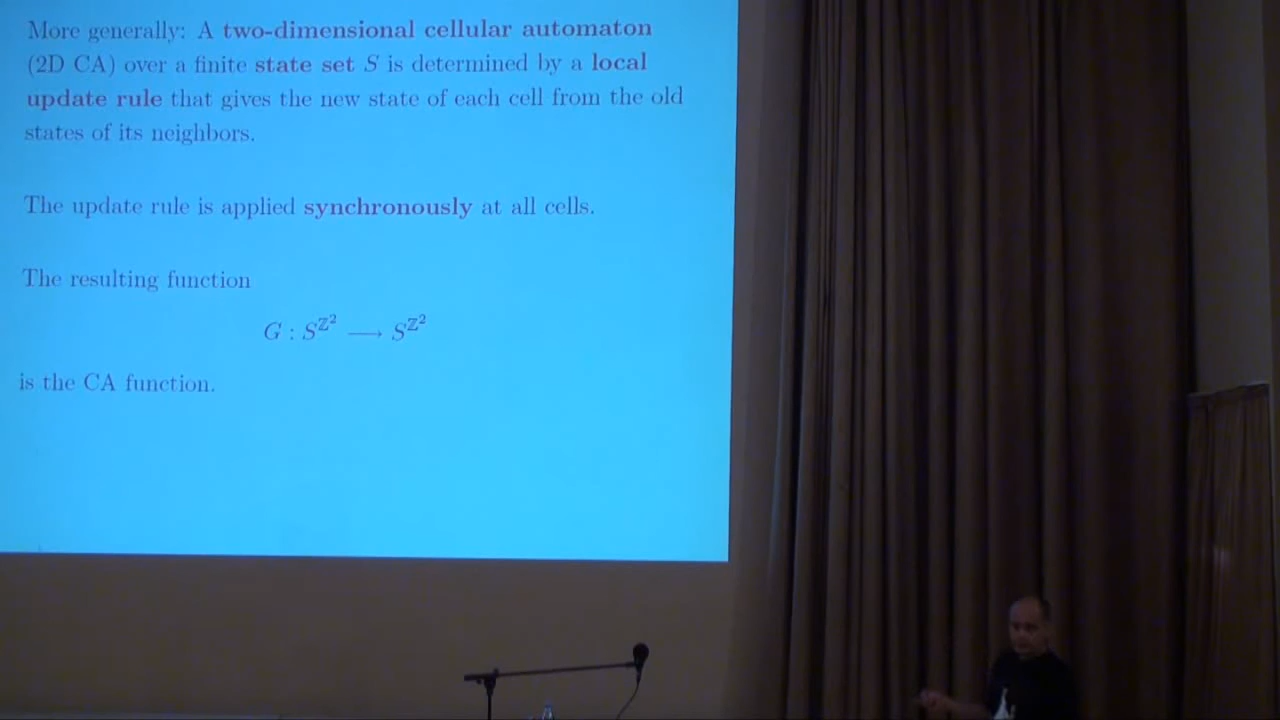 More generally: A two-dimensional cellular automaton
(2D CA) over a finite state set S is determined by a local
update rule that gives the new state of each cell from the old
states of its neighbors.
The update rule is applied synchronously at all cells.
The resulting function
G : S^{ℤ^2} ⟶ S^{ℤ^2}
is the CA function.